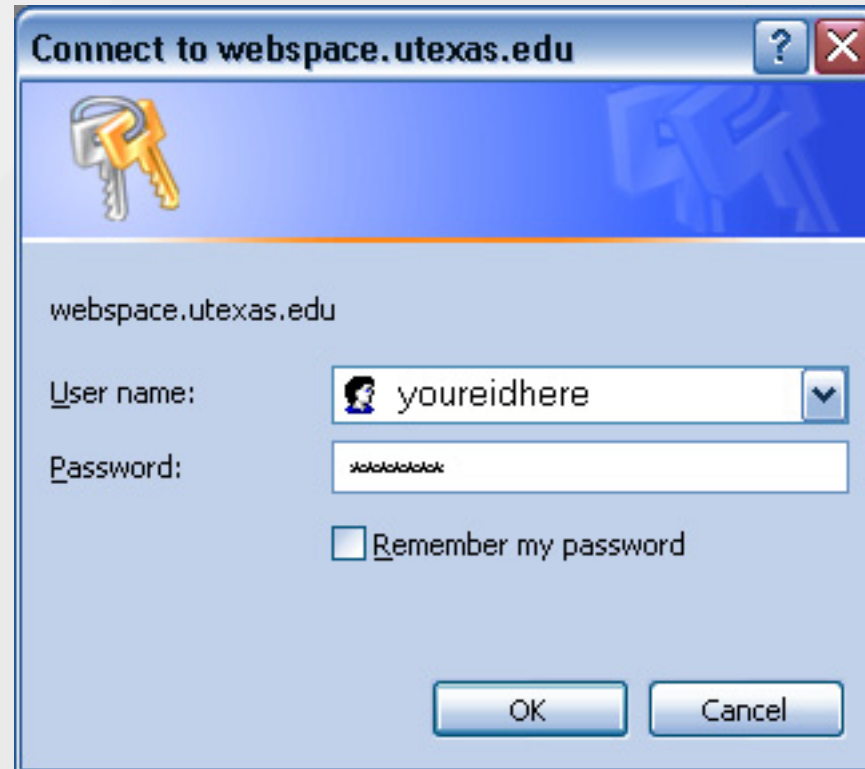 Connect to webspace.utexas.edu
webspace.utexas.edu
User name: youreidhere
Password: ********
Remember my password
OK Cancel